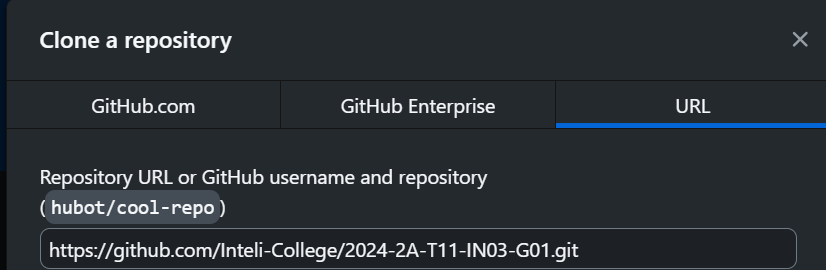 Clone a repository
GitHub.com
GitHub Enterprise
URL
Repository URL or GitHub username and repository
(hubot/cool-repo)
https://github.com/Inteli-College/2024-2A-T11-IN03-G01.git